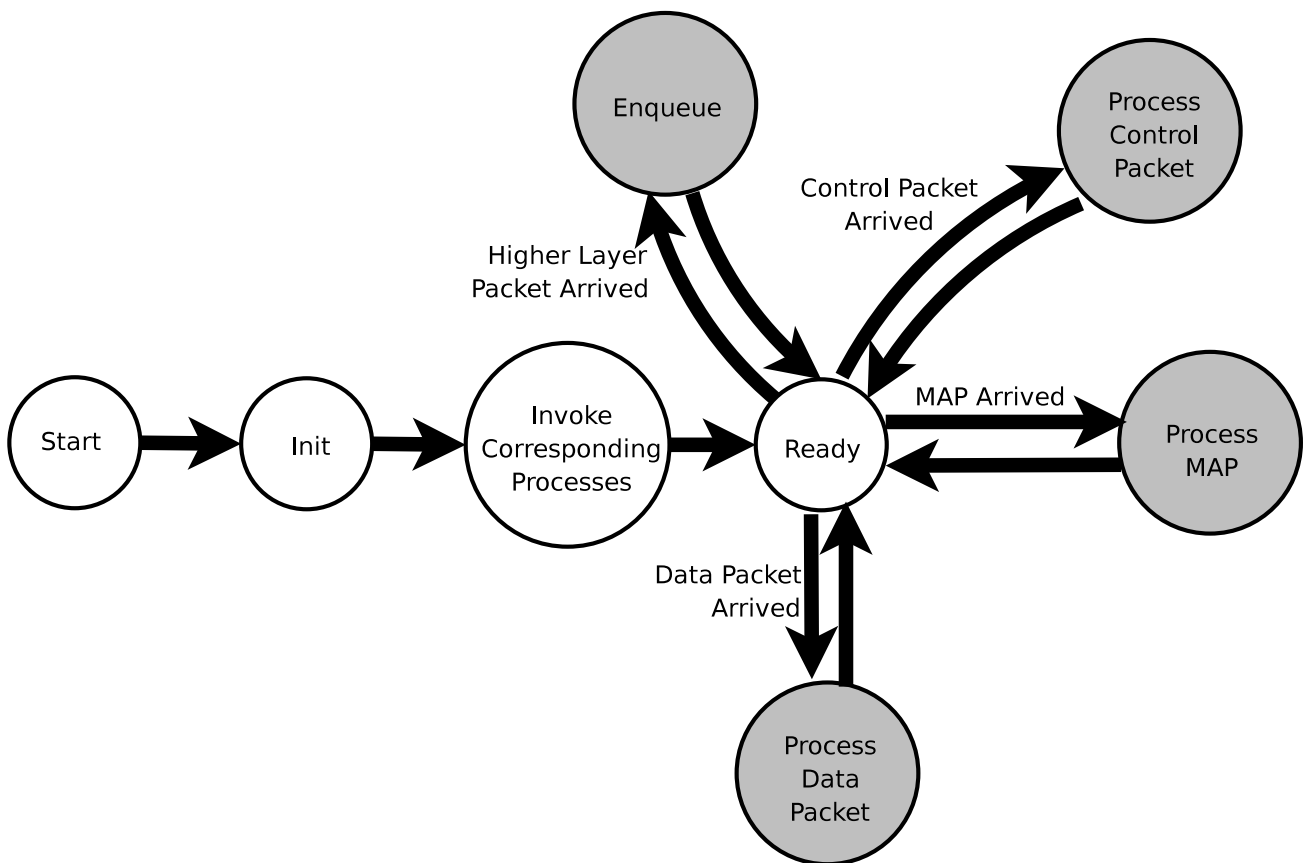 Enqueue
Process
Control
Packet
Control Packet
Arrived
Higher Layer
Packet Arrived
Start
Init
Invoke
Corresponding
Processes
Ready
MAP Arrived
Process
MAP
Data Packet
Arrived
Process
Data
Packet